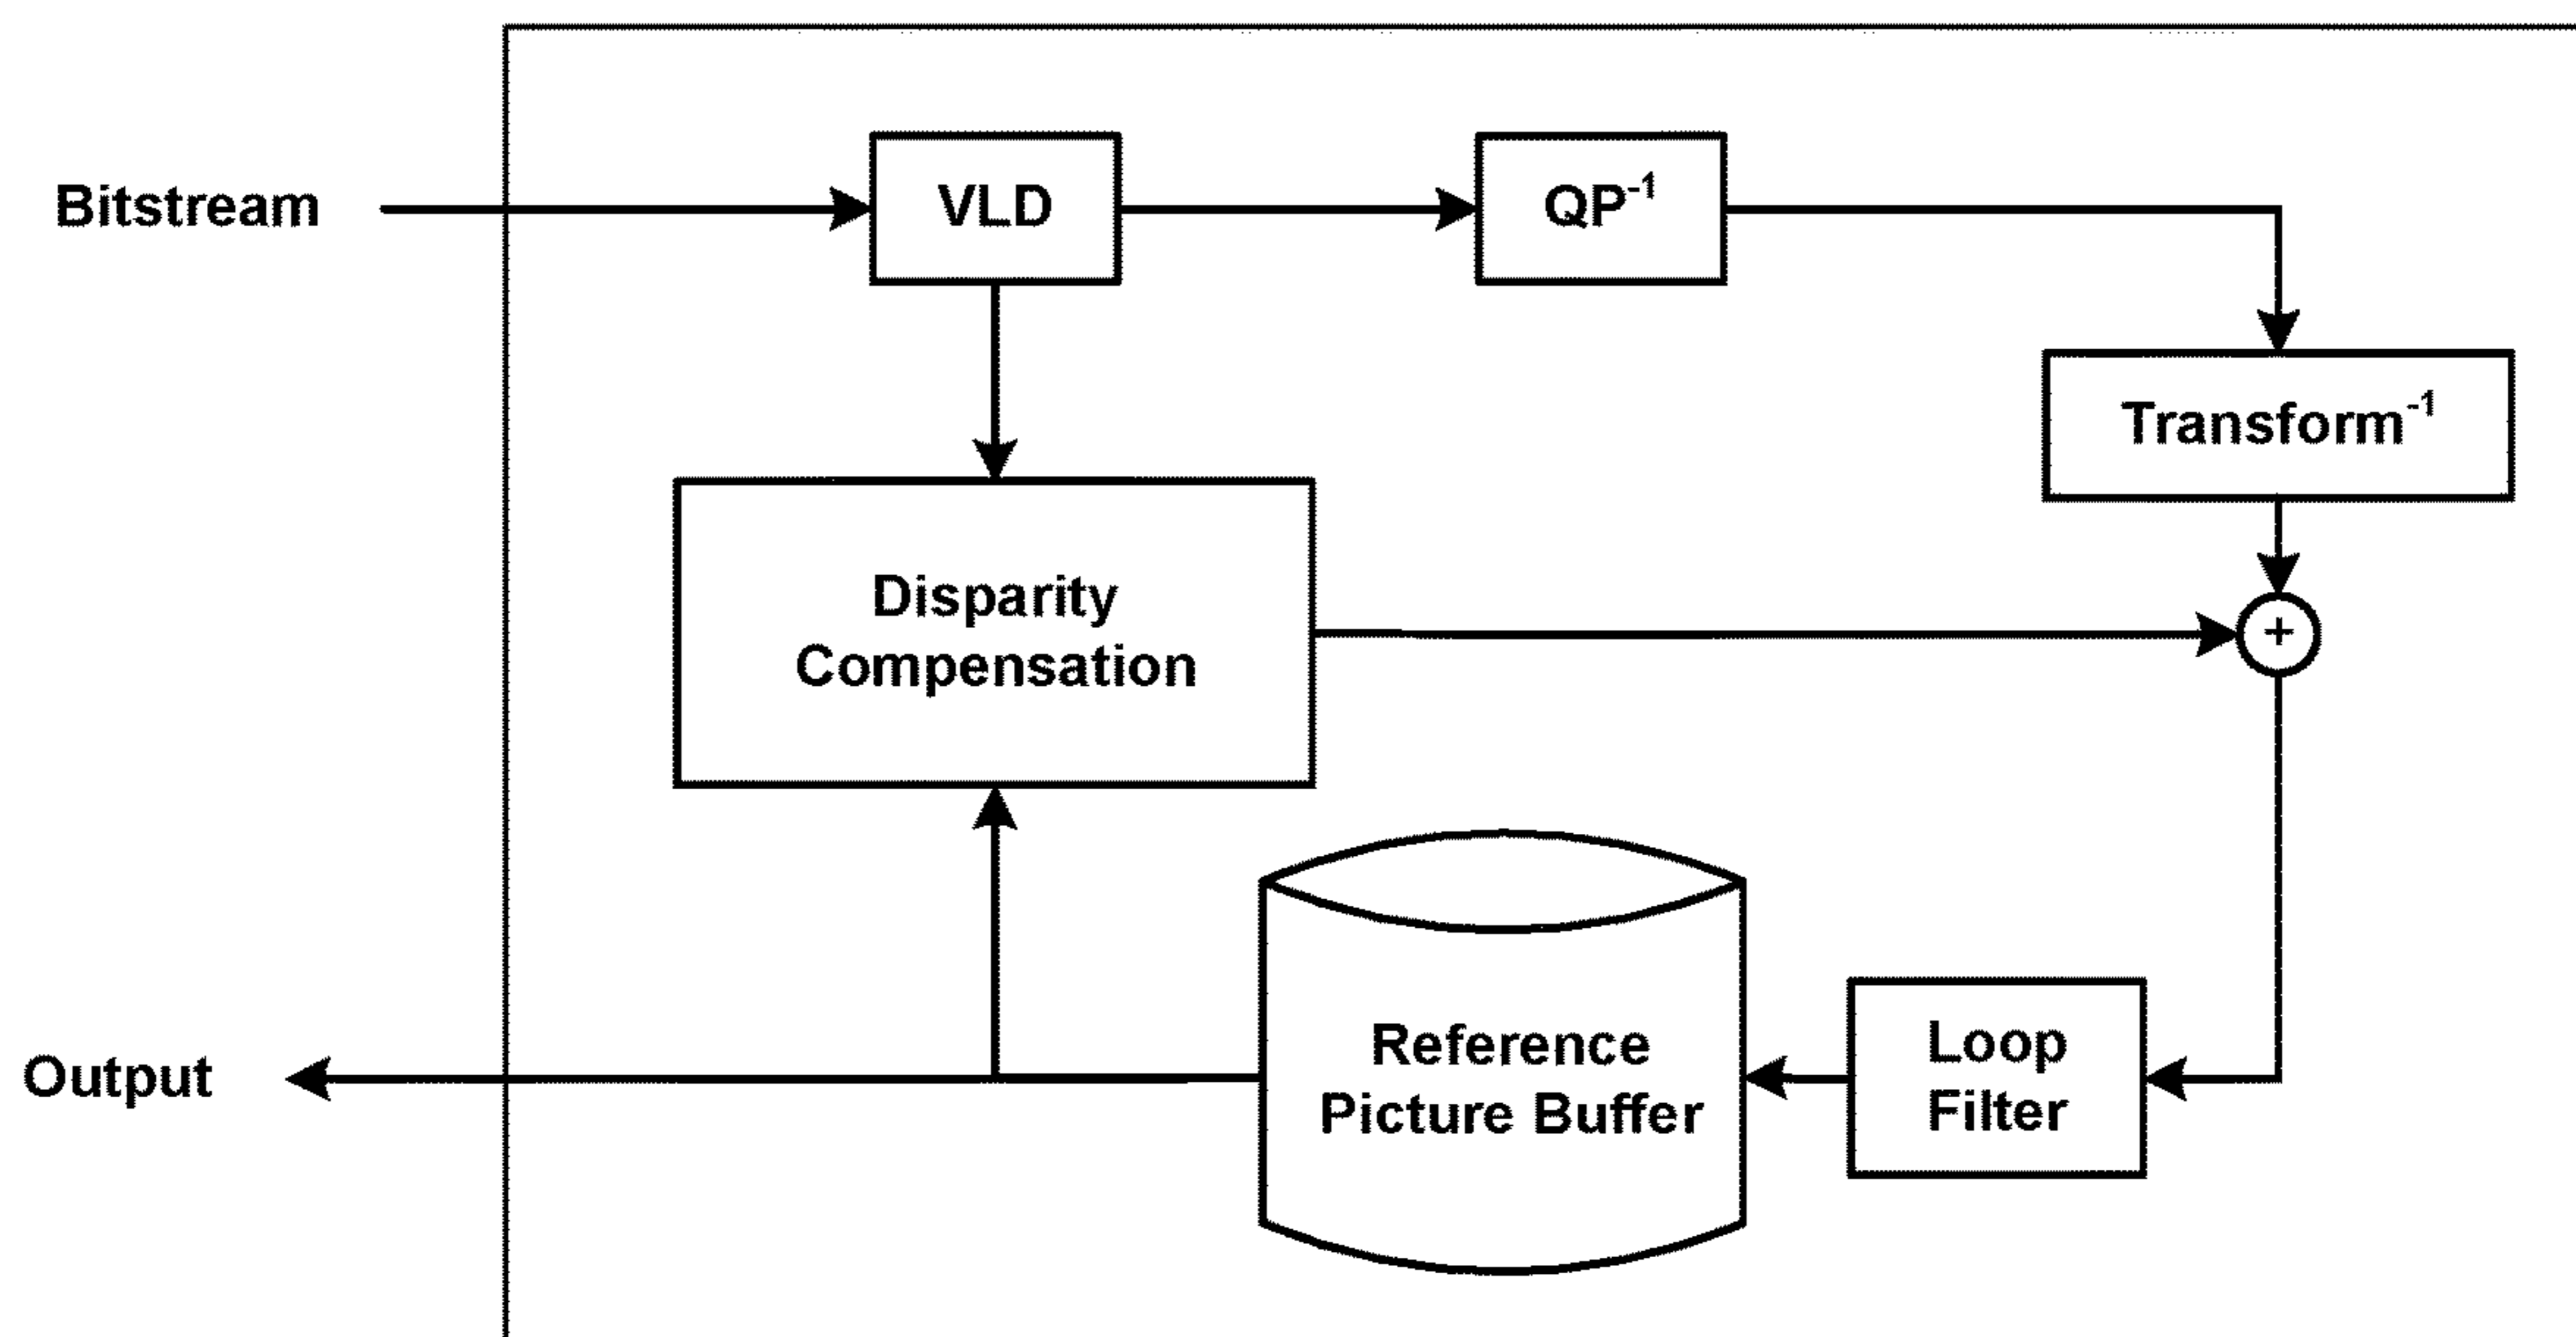 Bitstream
VLD
QP⁻¹
Transform⁻¹
Disparity
Compensation
+
Reference
Picture Buffer
Loop
Filter
Output